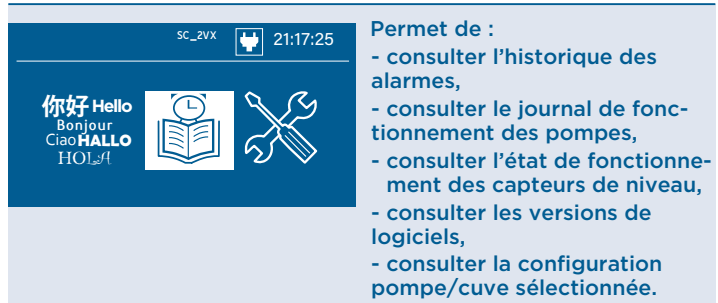 SC_2VX 21:17:25
你好 Hello
Bonjour
Ciao HALLO
HOLA
Permet de :
- consulter l'historique des
alarmes,
- consulter le journal de fonc-
tionnement des pompes,
- consulter l'état de fonctionne-
ment des capteurs de niveau,
- consulter les versions de
logiciels,
- consulter la configuration
pompe/cuve sélectionnée.